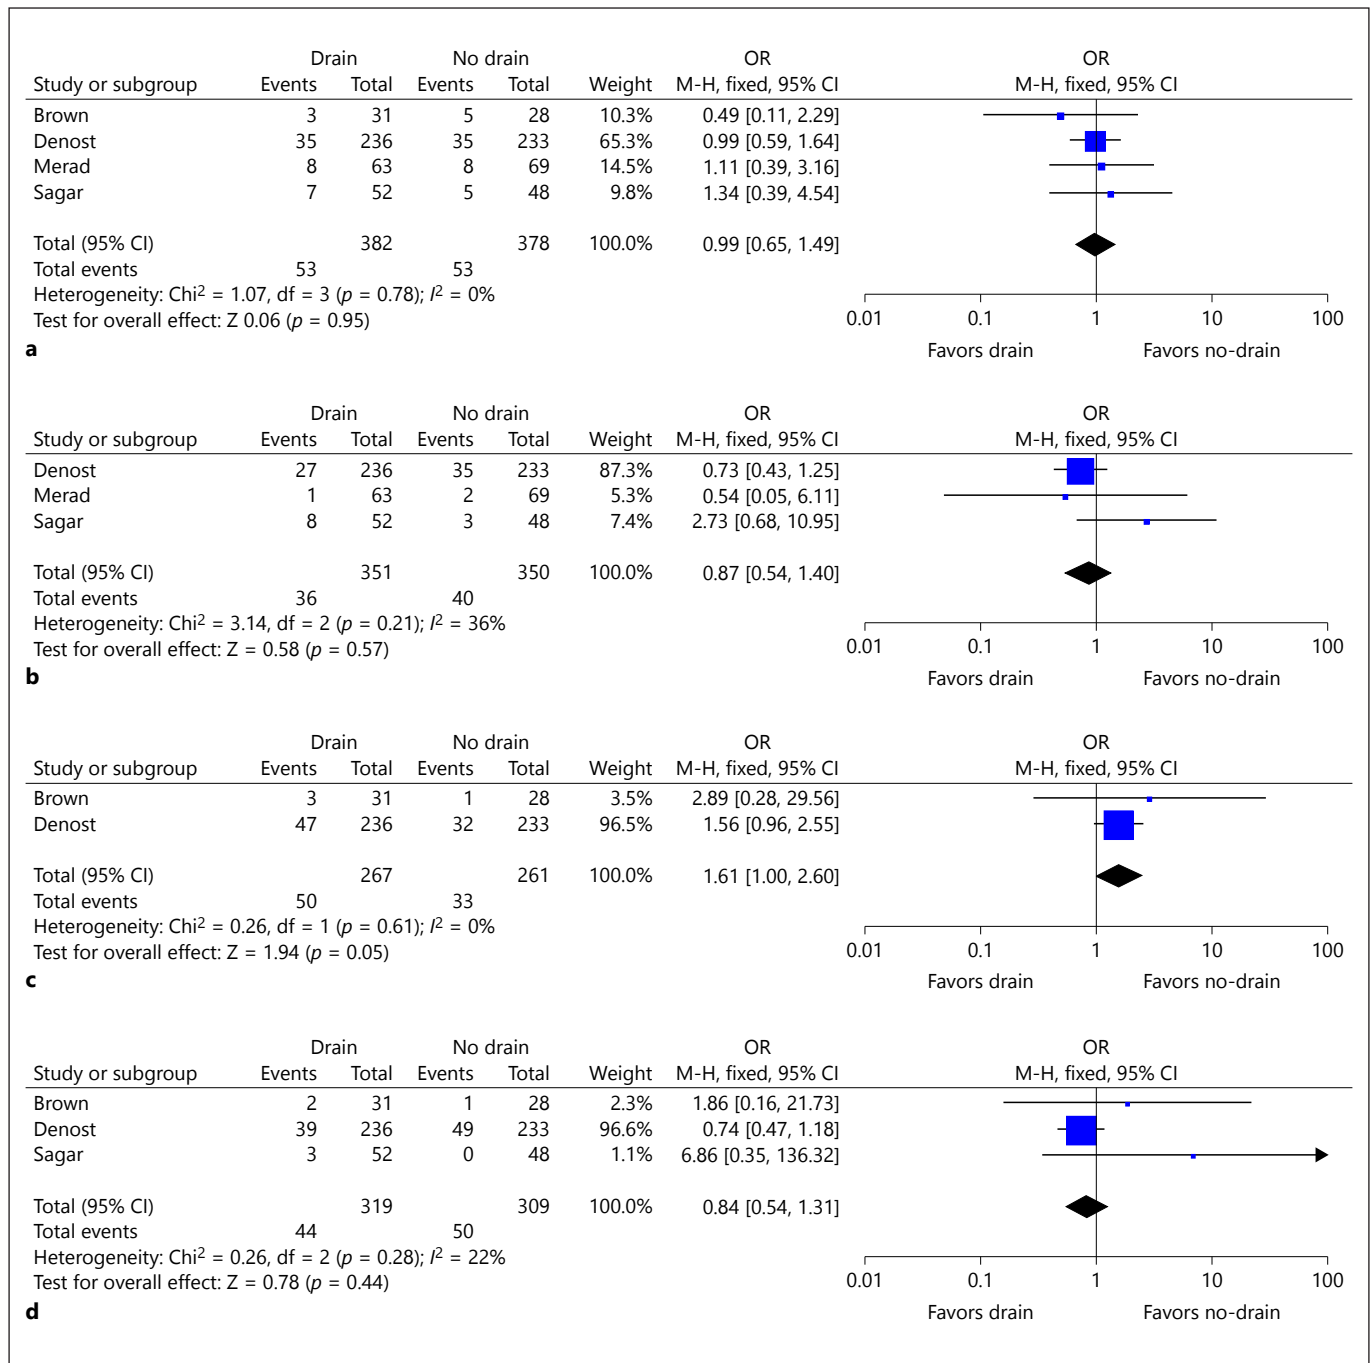 Drain No drain OR OR
Study or subgroup Events Total Events Total Weight M-H, fixed, 95% CI M-H, fixed, 95% CI
Brown 3 31 5 28 10.3% 0.49 [0.11, 2.29]
Denost 35 236 35 233 65.3% 0.99 [0.59, 1.64]
Merad 8 63 8 69 14.5% 1.11 [0.39, 3.16]
Sagar 7 52 5 48 9.8% 1.34 [0.39, 4.54]
Total (95% CI) 382 378 100.0% 0.99 [0.65, 1.49]
Total events 53 53
Heterogeneity: Chi² = 1.07, df = 3 (p = 0.78); I² = 0%
Test for overall effect: Z 0.06 (p = 0.95)
0.01 0.1 1 10 100
Favors drain Favors no-drain
a
Drain No drain OR OR
Study or subgroup Events Total Events Total Weight M-H, fixed, 95% CI M-H, fixed, 95% CI
Denost 27 236 35 233 87.3% 0.73 [0.43, 1.25]
Merad 1 63 2 69 5.3% 0.54 [0.05, 6.11]
Sagar 8 52 3 48 7.4% 2.73 [0.68, 10.95]
Total (95% CI) 351 350 100.0% 0.87 [0.54, 1.40]
Total events 36 40
Heterogeneity: Chi² = 3.14, df = 2 (p = 0.21); I² = 36%
Test for overall effect: Z = 0.58 (p = 0.57)
0.01 0.1 1 10 100
Favors drain Favors no-drain
b
Drain No drain OR OR
Study or subgroup Events Total Events Total Weight M-H, fixed, 95% CI M-H, fixed, 95% CI
Brown 3 31 1 28 3.5% 2.89 [0.28, 29.56]
Denost 47 236 32 233 96.5% 1.56 [0.96, 2.55]
Total (95% CI) 267 261 100.0% 1.61 [1.00, 2.60]
Total events 50 33
Heterogeneity: Chi² = 0.26, df = 1 (p = 0.61); I² = 0%
Test for overall effect: Z = 1.94 (p = 0.05)
0.01 0.1 1 10 100
Favors drain Favors no-drain
c
Drain No drain OR OR
Study or subgroup Events Total Events Total Weight M-H, fixed, 95% CI M-H, fixed, 95% CI
Brown 2 31 1 28 2.3% 1.86 [0.16, 21.73]
Denost 39 236 49 233 96.6% 0.74 [0.47, 1.18]
Sagar 3 52 0 48 1.1% 6.86 [0.35, 136.32]
Total (95% CI) 319 309 100.0% 0.84 [0.54, 1.31]
Total events 44 50
Heterogeneity: Chi² = 0.26, df = 2 (p = 0.28); I² = 22%
Test for overall effect: Z = 0.78 (p = 0.44)
0.01 0.1 1 10 100
Favors drain Favors no-drain
d